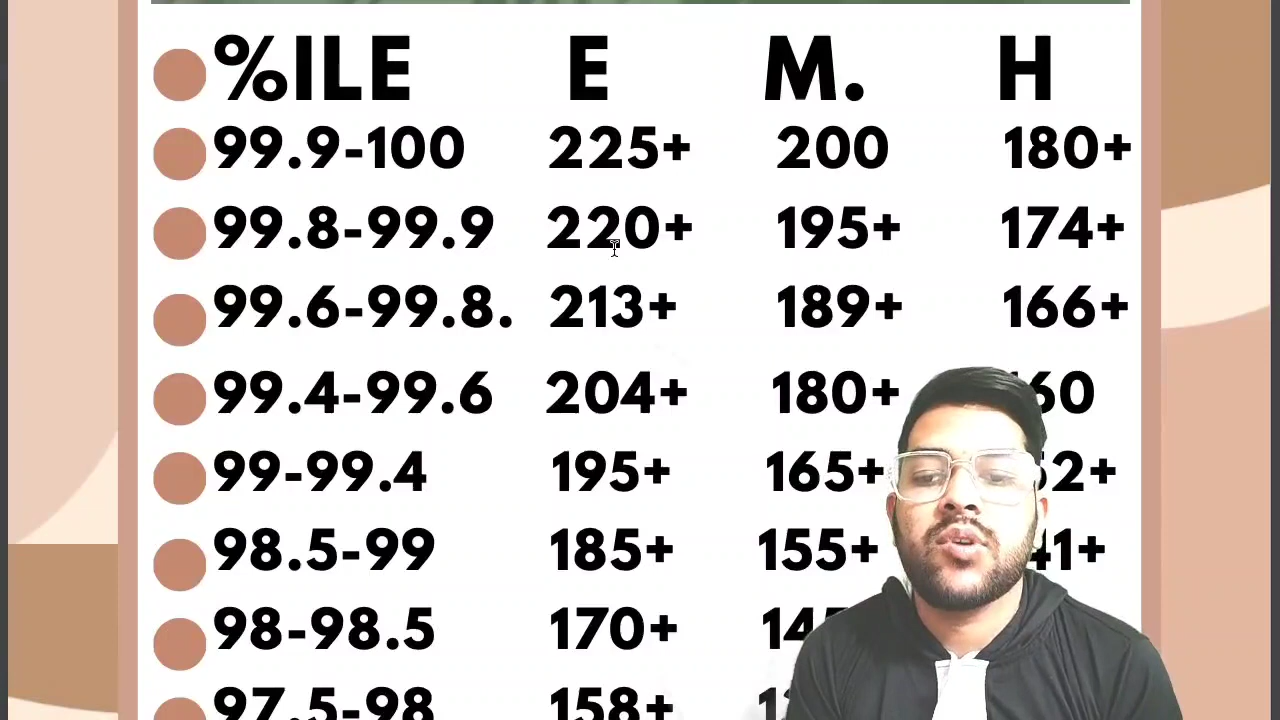 %ILE E M. H
99.9-100 225+ 200 180+
99.8-99.9 220+ 195+ 174+
99.6-99.8. 213+ 189+ 166+
99.4-99.6 204+ 180+
99-99.4 195+ 165+
98.5-99 185+ 155+
98-98.5 170+
97.5-98 158+